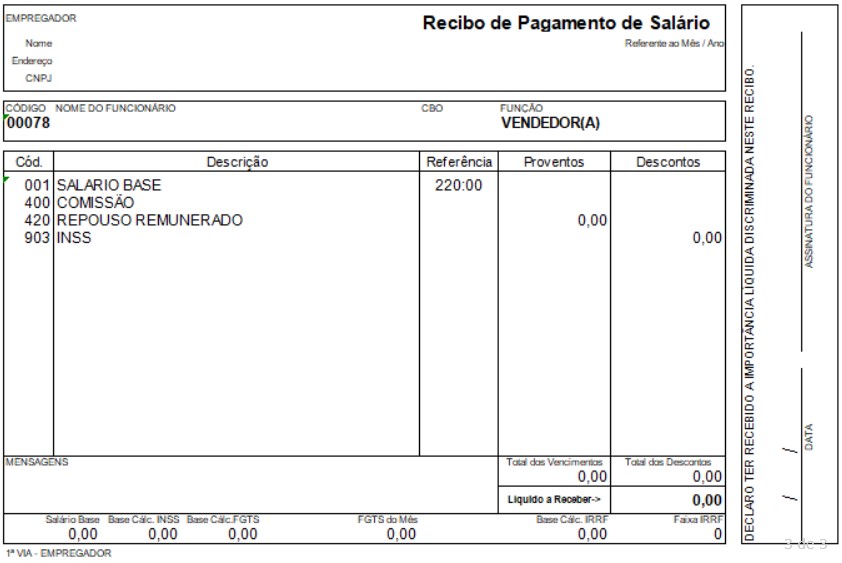 EMPREGADOR
Recibo de Pagamento de Salário
Nome
Referente ao Mês / Ano
Endereço
CNPJ
CÓDIGO NOME DO FUNCIONÁRIO CBO FUNÇÃO
00078 VENDEDOR(A)
Cód. Descrição Referência Proventos Descontos
001 SALARIO BASE 220:00
400 COMISSÃO
420 REPOUSO REMUNERADO 0,00
903 INSS 0,00
MENSAGENS Total dos Vencimentos Total dos Descontos
0,00 0,00
Líquido a Receber-> 0,00
Salário Base Base Cálc. INSS Base Cálc.FGTS FGTS do Mês Base Cálc. IRRF Faixa IRRF
0,00 0,00 0,00 0,00 0,00 0
1ª VIA - EMPREGADOR
DECLARO TER RECEBIDO A IMPORTÂNCIA LÍQUIDA DISCRIMINADA NESTE RECIBO.
ASSINATURA DO FUNCIONÁRIO
/ /
DATA
3 de 3